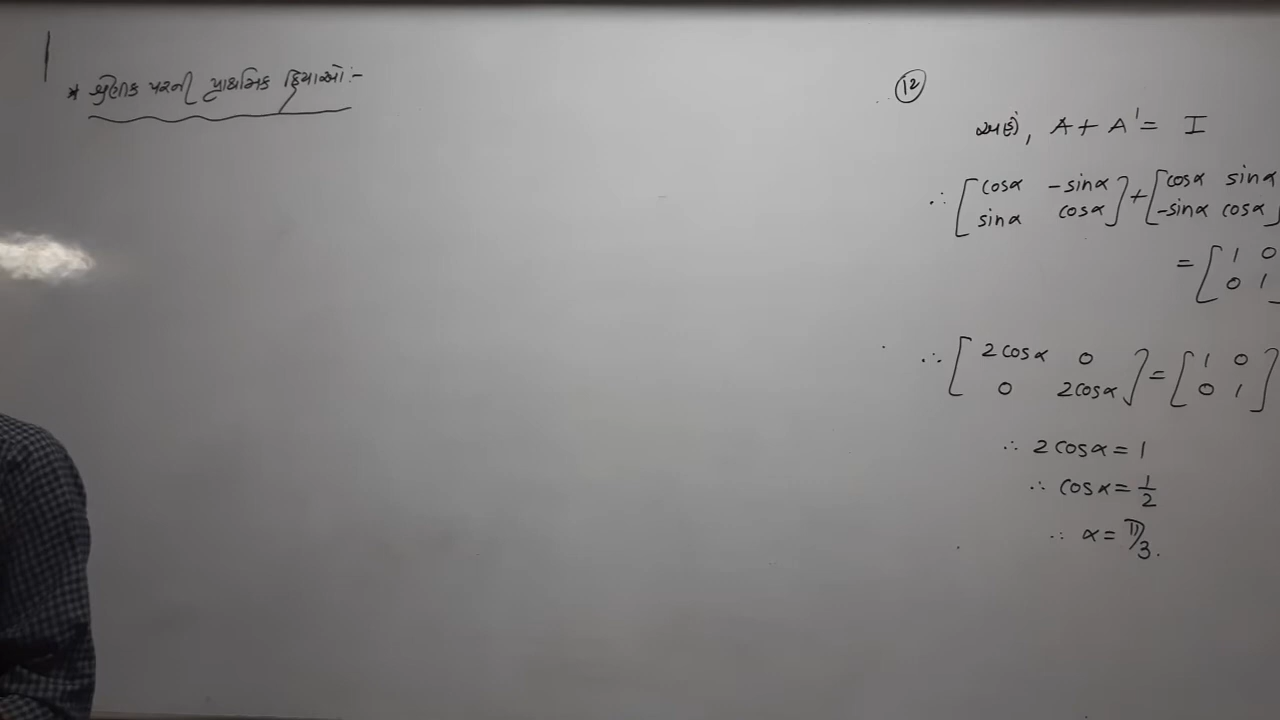 * શ્રેણિક પરની પ્રાથમિક ક્રિયાઓ :-
12
અહીં, A + A' = I
∴ [cosα -sinα; sinα cosα] + [cosα sinα; -sinα cosα]
= [1 0; 0 1]
∴ [2cosα 0; 0 2cosα] = [1 0; 0 1]
∴ 2cosα = 1
∴ cosα = 1/2
∴ α = π/3.